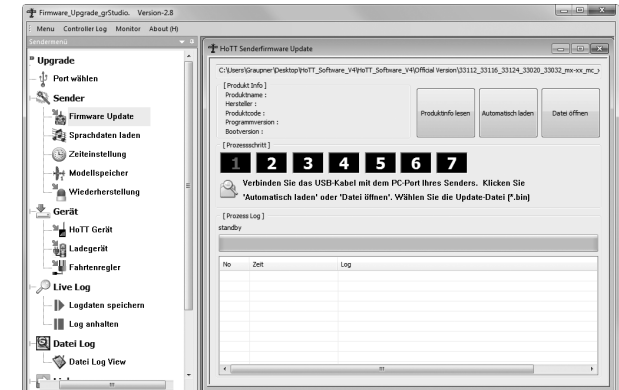 Firmware_Upgrade_grStudio. Version-2.8
Menu Controller Log Monitor About (H)
Sendermenü
Upgrade
Port wählen
Sender
Firmware Update
Sprachdaten laden
Zeiteinstellung
Modellspeicher
Wiederherstellung
Gerät
HoTT Gerät
Ladegerät
Fahrtenregler
Live Log
Logdaten speichern
Log anhalten
Datei Log
Datei Log View
HoTT Senderfirmware Update
C:\Users\Graupner\Desktop\HoTT_Software_V4\HoTT_Software_V4\Official Version\33112_33116_33124_33020_33032_mx-xx_mc_
[Produkt Info]
Produktname :
Hersteller :
Produktcode :
Programmversion :
Bootversion :
Produktinfo lesen Automatisch laden Datei öffnen
[Prozessschritt]
1 2 3 4 5 6 7
Verbinden Sie das USB-Kabel mit dem PC-Port Ihres Senders. Klicken Sie
'Automatisch laden' oder 'Datei öffnen'. Wählen Sie die Update-Datei (*.bin)
[Prozess Log]
standby
No Zeit Log